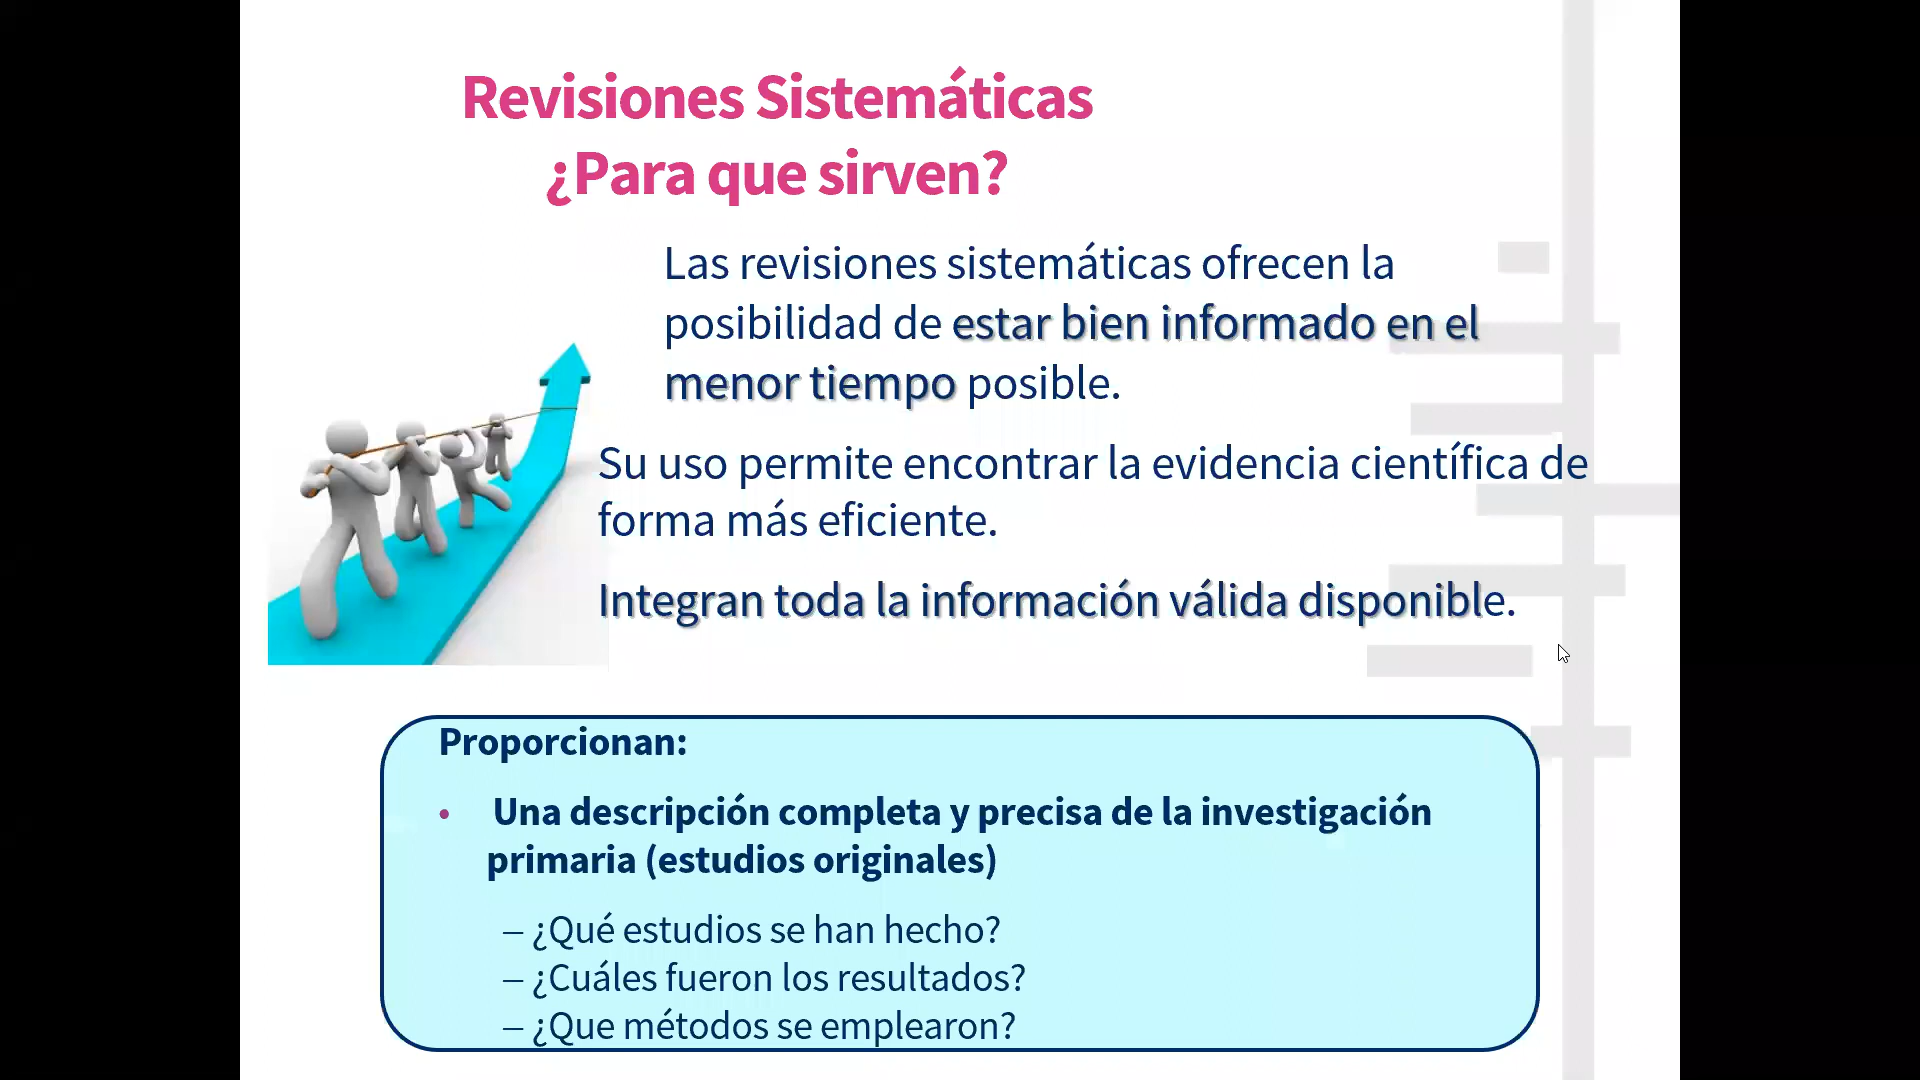 Revisiones Sistemáticas
¿Para que sirven?
Las revisiones sistemáticas ofrecen la
posibilidad de estar bien informado en el
menor tiempo posible.
Su uso permite encontrar la evidencia científica de
forma más eficiente.
Integran toda la información válida disponible.
Proporcionan:
• Una descripción completa y precisa de la investigación
primaria (estudios originales)
– ¿Qué estudios se han hecho?
– ¿Cuáles fueron los resultados?
– ¿Que métodos se emplearon?